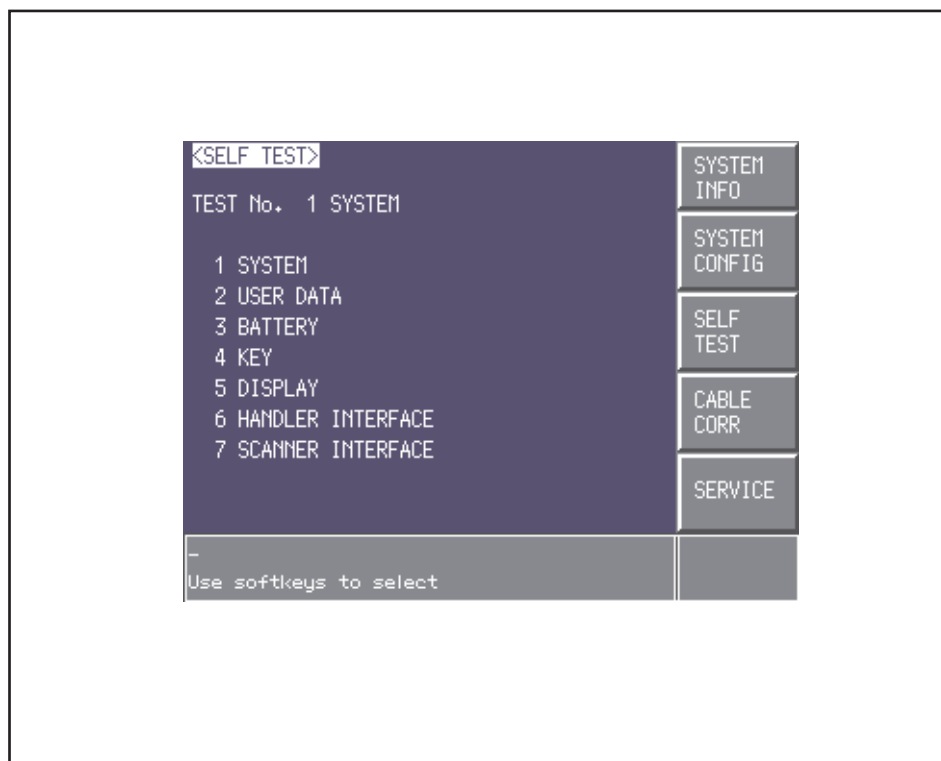 <SELF TEST>
TEST No. 1 SYSTEM
1 SYSTEM
2 USER DATA
3 BATTERY
4 KEY
5 DISPLAY
6 HANDLER INTERFACE
7 SCANNER INTERFACE
SYSTEM
INFO
SYSTEM
CONFIG
SELF
TEST
CABLE
CORR
SERVICE
Use softkeys to select